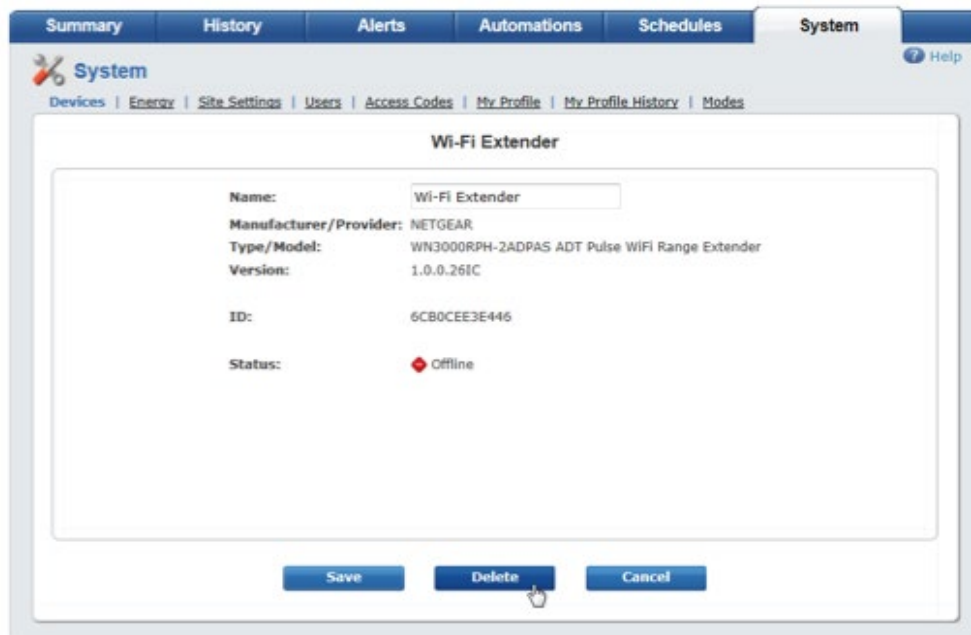 Summary History Alerts Automations Schedules System
Help
System
Devices | Energy | Site Settings | Users | Access Codes | My Profile | My Profile History | Modes
Wi-Fi Extender
Name: Wi-Fi Extender
Manufacturer/Provider: NETGEAR
Type/Model: WN3000RPH-2ADPAS ADT Pulse WiFi Range Extender
Version: 1.0.0.26IC
ID: 6CB0CEE3E446
Status: Offline
Save Delete Cancel